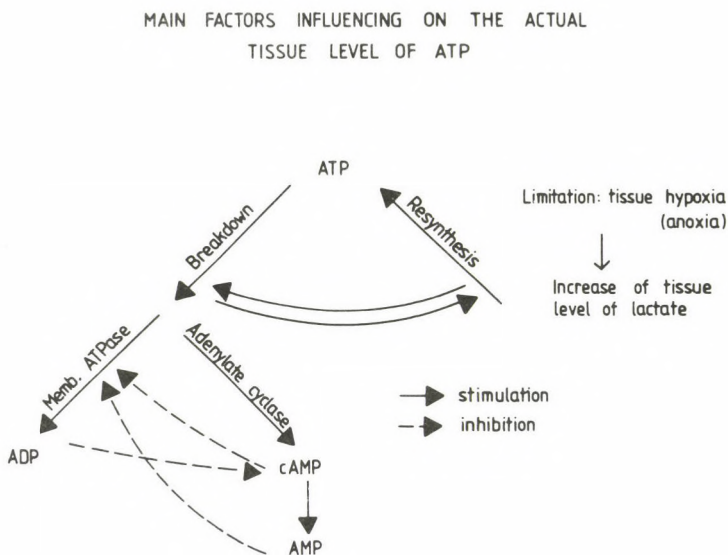 MAIN FACTORS INFLUENCING ON THE ACTUAL
TISSUE LEVEL OF ATP
ATP
Breakdown
Resynthesis
Limitation: tissue hypoxia
(anoxia)
Increase of tissue
level of lactate
Memb. ATPase
Adenylate cyclase
stimulation
inhibition
ADP
cAMP
AMP